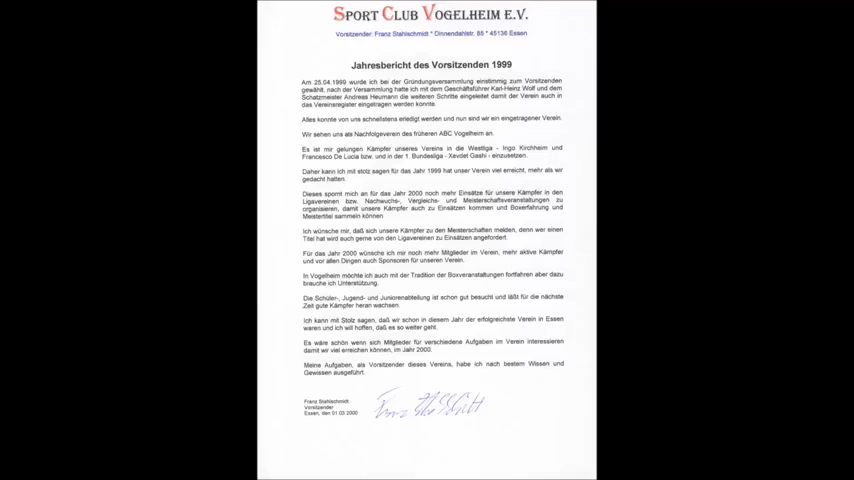 SPORT CLUB VOGELHEIM E.V.
Vorsitzender: Franz Stahlschmidt * Dinnendahlstr. 85 * 45136 Essen
Jahresbericht des Vorsitzenden 1999
Am 25.04.1999 wurde ich bei der Gründungsversammlung einstimmig zum Vorsitzenden
gewählt, nach der Versammlung hatte ich mit dem Geschäftsführer Karl-Heinz Wolf und dem
Schatzmeister Andreas Heumann die weiteren Schritte eingeleitet damit der Verein auch in
das Vereinsregister eingetragen werden konnte.
Alles konnte von uns schnellstens erledigt werden und nun sind wir ein eingetragener Verein.
Wir sehen uns als Nachfolgeverein des früheren ABC Vogelheim an.
Es ist mir gelungen Kämpfer unseres Vereins in die Westliga - Ingo Kirchheim und
Francesco De Lucia bzw. und in der 1. Bundesliga - Xevdet Gashi - einzusetzen.
Daher kann ich mit stolz sagen für das Jahr 1999 hat unser Verein viel erreicht, mehr als wir
gedacht hatten.
Dieses spornt mich an für das Jahr 2000 noch mehr Einsätze für unsere Kämpfer in den
Ligavereinen bzw. Nachwuchs-, Vergleichs- und Meisterschaftsveranstaltungen zu
organisieren, damit unsere Kämpfer auch zu Einsätzen kommen und Boxerfahrung und
Meistertitel sammeln können
Ich wünsche mir, daß sich unsere Kämpfer zu den Meisterschaften melden, denn wer einen
Titel hat wird auch gerne von den Ligavereinen zu Einsätzen angefordert.
Für das Jahr 2000 wünsche ich mir noch mehr Mitglieder im Verein, mehr aktive Kämpfer
und vor allen Dingen auch Sponsoren für unseren Verein.
In Vogelheim möchte ich auch mit der Tradition der Boxveranstaltungen fortfahren aber dazu
brauche ich Unterstützung.
Die Schüler-, Jugend- und Juniorenabteilung ist schon gut besucht und läßt für die nächste
Zeit gute Kämpfer heran wachsen.
Ich kann mit Stolz sagen, daß wir schon in diesem Jahr der erfolgreichste Verein in Essen
waren und ich will hoffen, daß es so weiter geht.
Es wäre schön wenn sich Mitglieder für verschiedene Aufgaben im Verein interessieren
damit wir viel erreichen können, im Jahr 2000.
Meine Aufgaben, als Vorsitzender dieses Vereins, habe ich nach bestem Wissen und
Gewissen ausgeführt.
Franz Stahlschmidt
Vorsitzender
Essen, den 01.03.2000